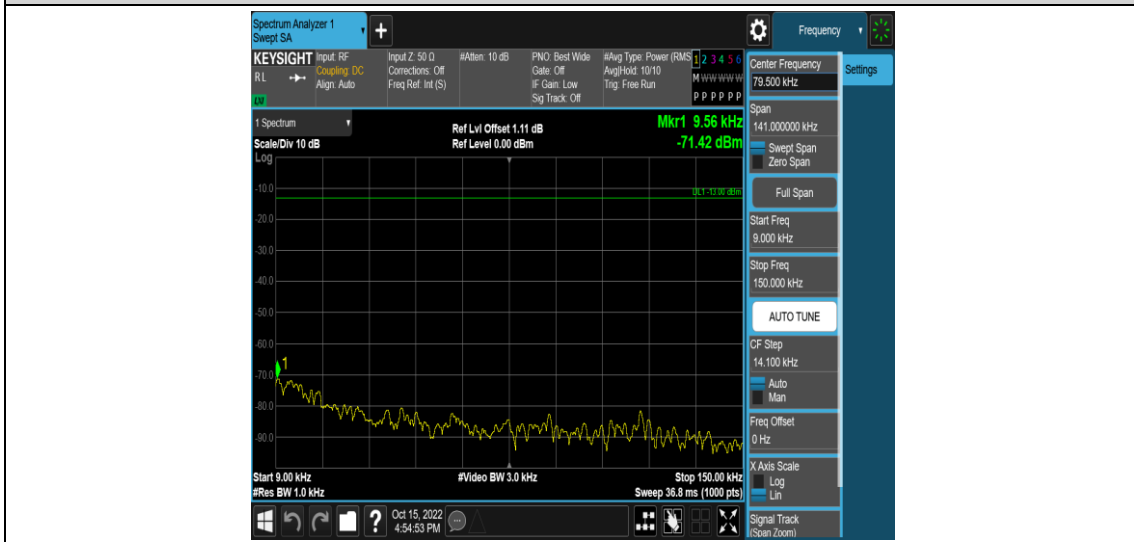 Spectrum Analyzer 1
Swept SA
+
Frequency
KEYSIGHT
RL
LXI
Input: RF
Coupling: DC
Align: Auto
Input Z: 50 Ω
Corrections: Off
Freq Ref: Int (S)
#Atten: 10 dB
PNO: Best Wide
Gate: Off
IF Gain: Low
Sig Track: Off
#Avg Type: Power (RMS
Avg|Hold: 10/10
Trig: Free Run
1 2 3 4 5 6
M W W W W W
P P P P P P
1 Spectrum
Scale/Div 10 dB
Ref Lvl Offset 1.11 dB
Ref Level 0.00 dBm
Mkr1 9.56 kHz
-71.42 dBm
Log
DL1 -13.00 dBm
-10.0
-20.0
-30.0
-40.0
-50.0
-60.0
1
-70.0
-80.0
-90.0
Start 9.00 kHz
#Video BW 3.0 kHz
Stop 150.00 kHz
#Res BW 1.0 kHz
Sweep 36.8 ms (1000 pts)
?
Oct 15, 2022
4:54:53 PM
Center Frequency
79.500 kHz
Settings
Span
141.000000 kHz
Swept Span
Zero Span
Full Span
Start Freq
9.000 kHz
Stop Freq
150.000 kHz
AUTO TUNE
CF Step
14.100 kHz
Auto
Man
Freq Offset
0 Hz
X Axis Scale
Log
Lin
Signal Track
(Span Zoom)